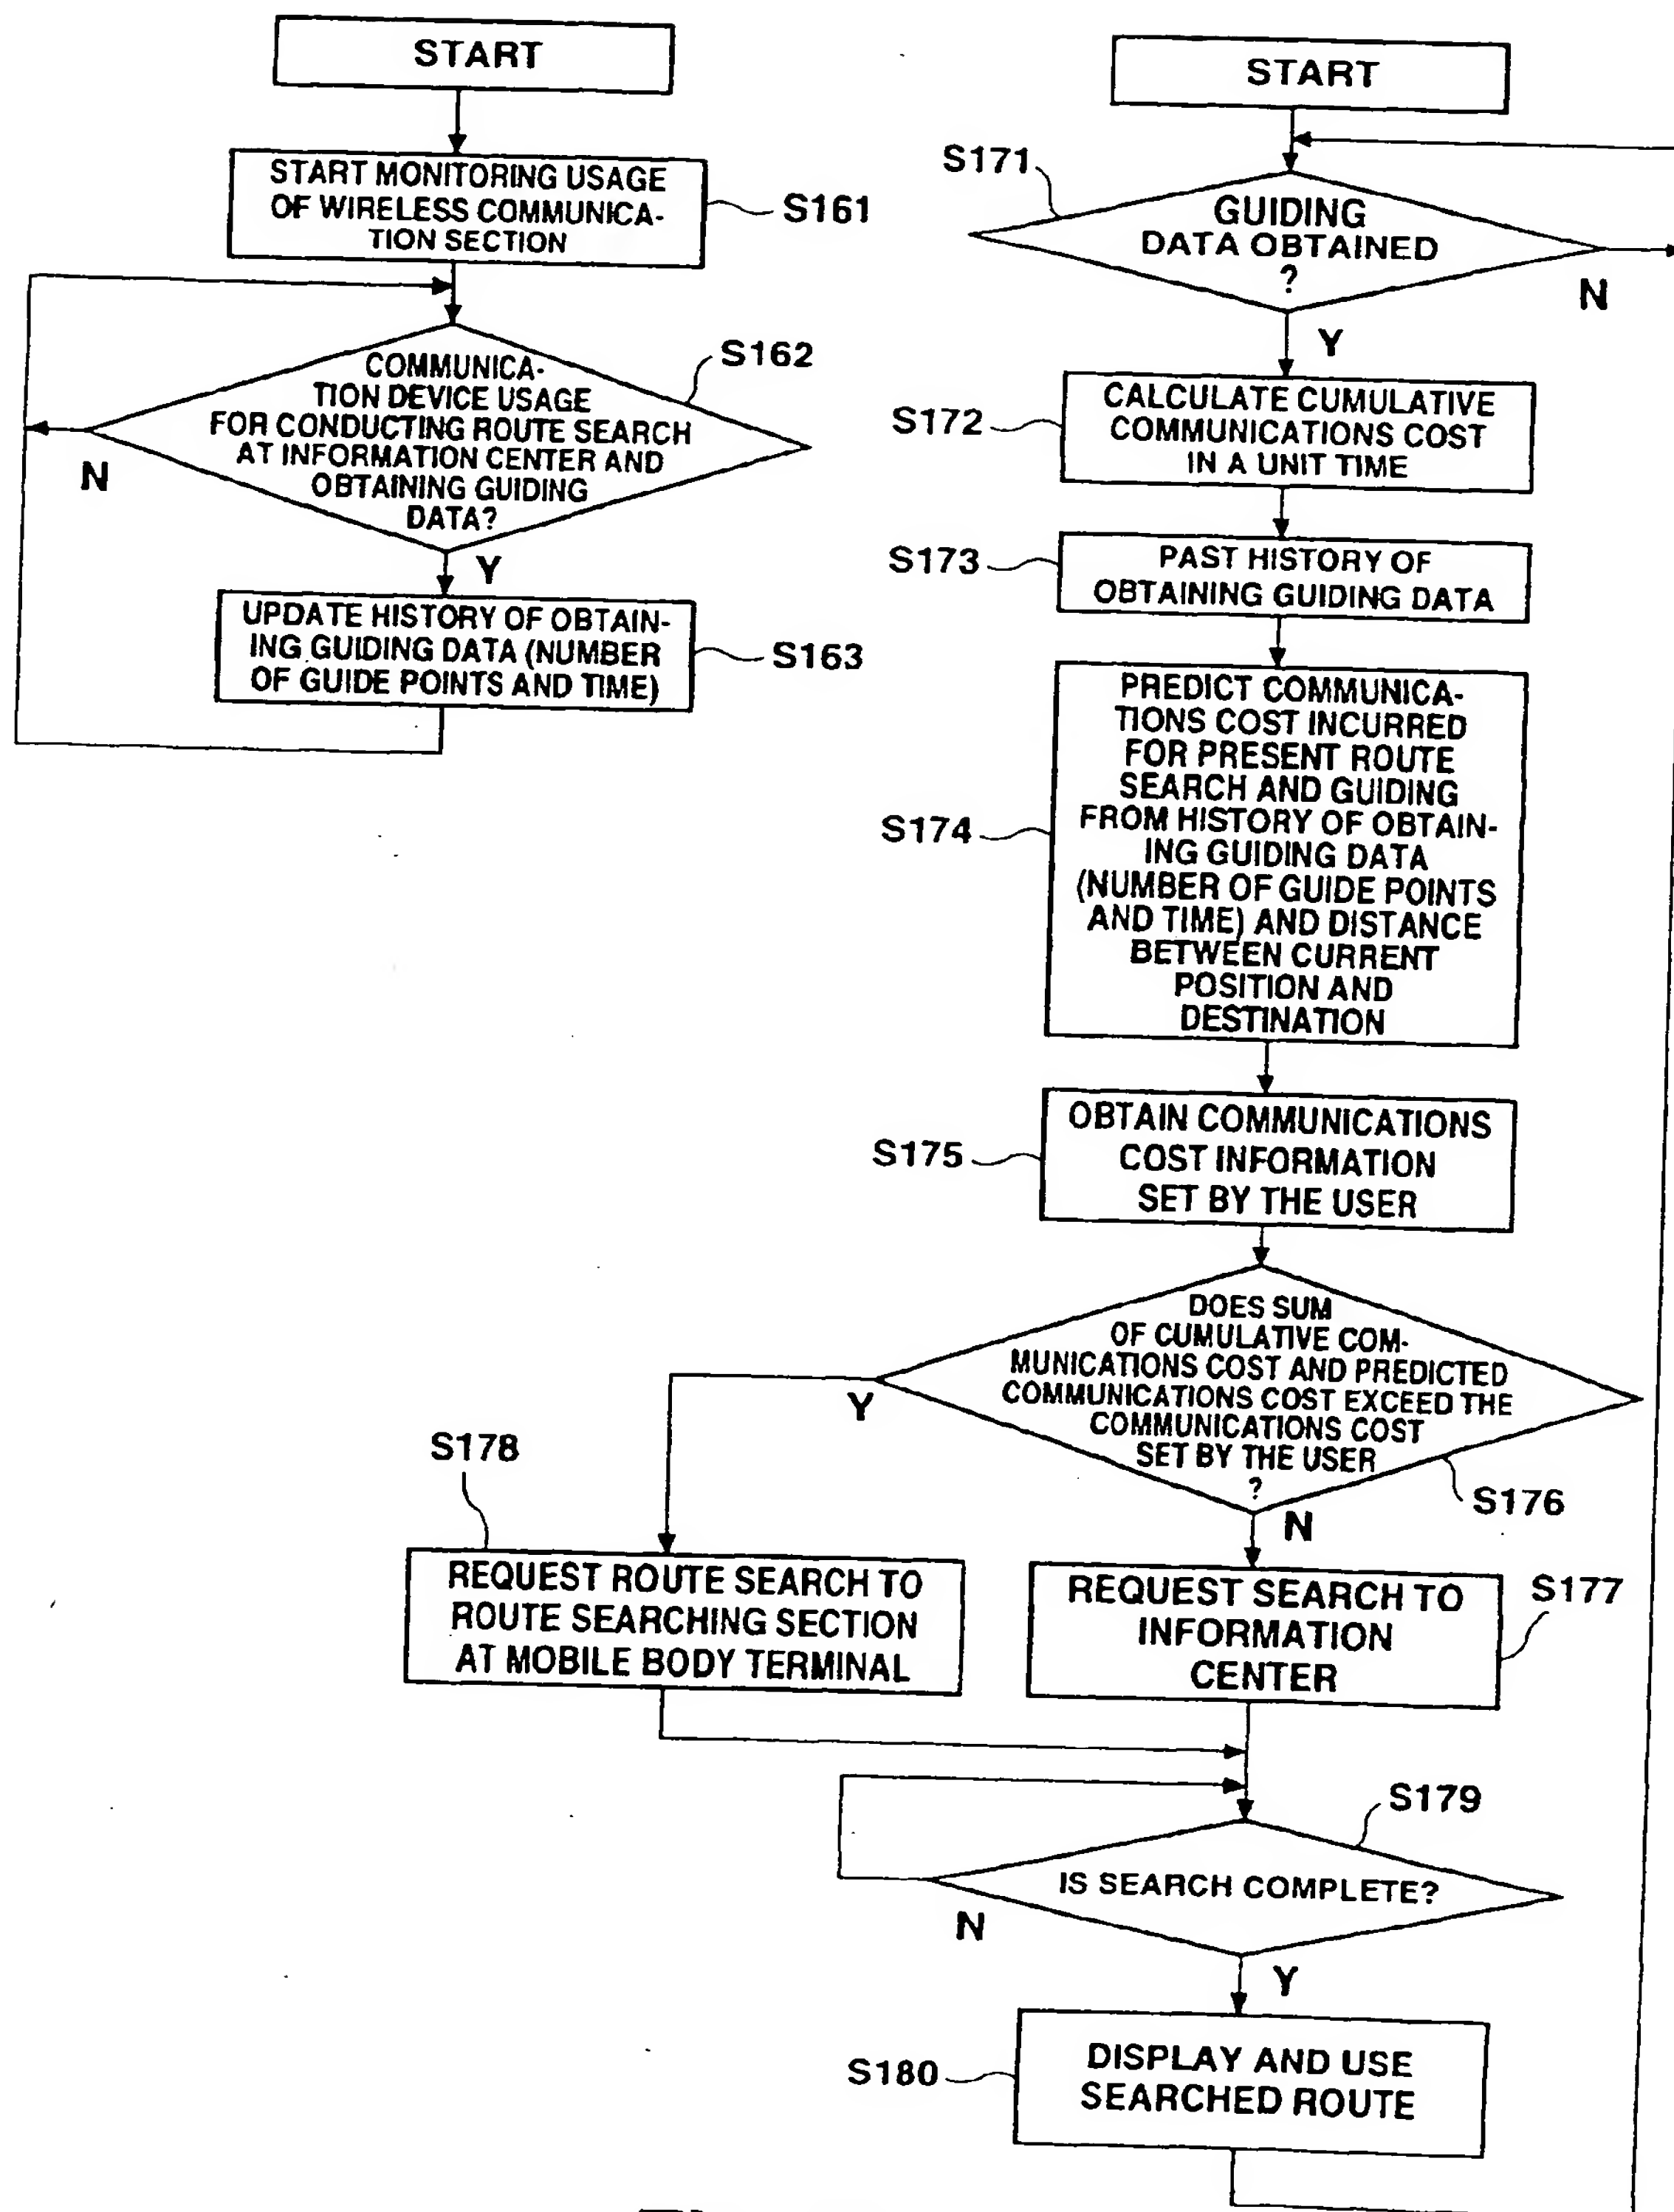 START
START MONITORING USAGE
OF WIRELESS COMMUNICA-
TION SECTION
S161
COMMUNICA-
TION DEVICE USAGE
FOR CONDUCTING ROUTE SEARCH
AT INFORMATION CENTER AND
OBTAINING GUIDING
DATA?
S162
N
Y
UPDATE HISTORY OF OBTAIN-
ING GUIDING DATA (NUMBER
OF GUIDE POINTS AND TIME)
S163
START
S171
GUIDING
DATA OBTAINED
?
N
Y
S172
CALCULATE CUMULATIVE
COMMUNICATIONS COST
IN A UNIT TIME
S173
PAST HISTORY OF
OBTAINING GUIDING DATA
S174
PREDICT COMMUNICA-
TIONS COST INCURRED
FOR PRESENT ROUTE
SEARCH AND GUIDING
FROM HISTORY OF OBTAIN-
ING GUIDING DATA
(NUMBER OF GUIDE POINTS
AND TIME) AND DISTANCE
BETWEEN CURRENT
POSITION AND
DESTINATION
S175
OBTAIN COMMUNICATIONS
COST INFORMATION
SET BY THE USER
DOES SUM
OF CUMULATIVE COM-
MUNICATIONS COST AND PREDICTED
COMMUNICATIONS COST EXCEED THE
COMMUNICATIONS COST
SET BY THE USER
?
Y
S176
N
S178
REQUEST ROUTE SEARCH TO
ROUTE SEARCHING SECTION
AT MOBILE BODY TERMINAL
REQUEST SEARCH TO
INFORMATION
CENTER
S177
S179
IS SEARCH COMPLETE?
N
Y
S180
DISPLAY AND USE
SEARCHED ROUTE